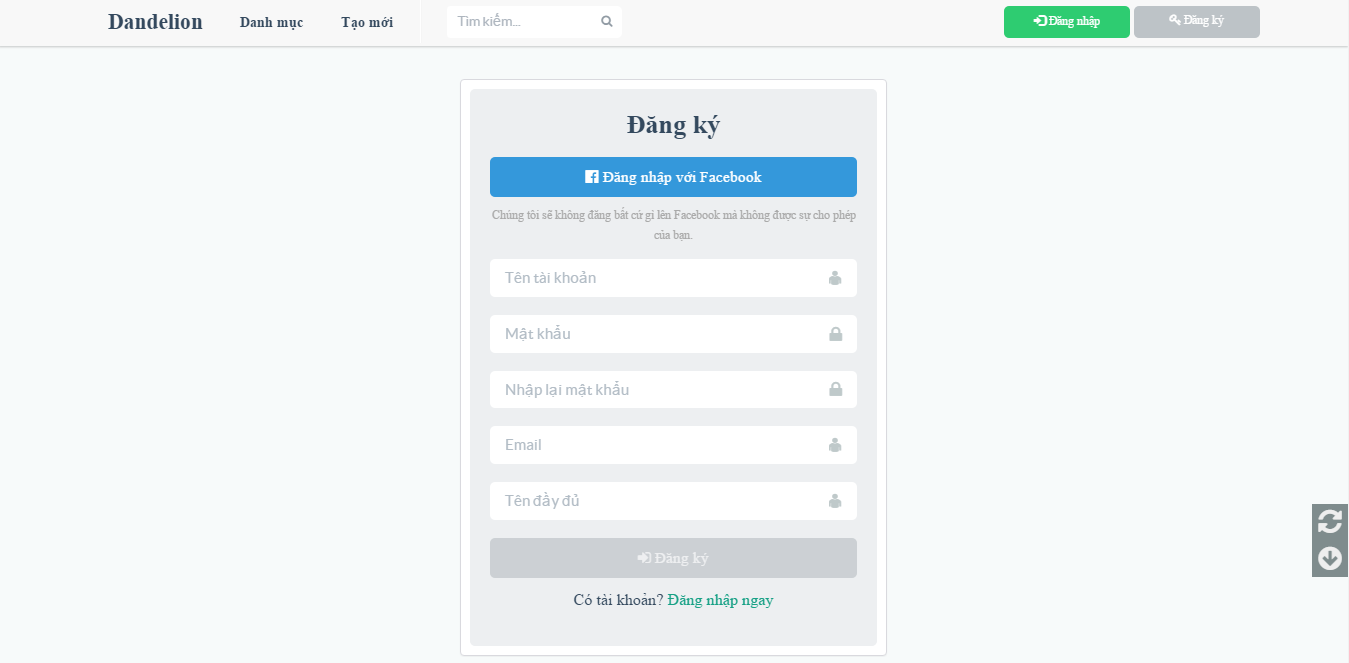 Dandelion Danh mục Tạo mới Tìm kiếm... Đăng nhập Đăng ký
Đăng ký
Đăng nhập với Facebook
Chúng tôi sẽ không đăng bất cứ gì lên Facebook mà không được sự cho phép
của bạn.
Tên tài khoản
Mật khẩu
Nhập lại mật khẩu
Email
Tên đầy đủ
Đăng ký
Có tài khoản? Đăng nhập ngay